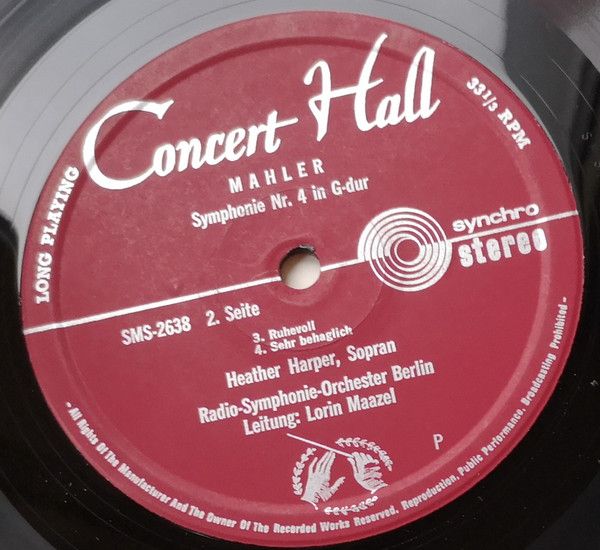 Concert Hall
LONG PLAYING
33 1/3 RPM
MAHLER
Symphonie Nr. 4 in G-dur
synchro
stereo
SMS-2638 2. Seite
3. Ruhevoll
4. Sehr behaglich
Heather Harper, Sopran
Radio-Symphonie-Orchester Berlin
Leitung: Lorin Maazel
P
- All Rights Of The Manufacturer And The Owner Of The Recorded Works Reserved. Reproduction, Public Performance, Broadcasting Prohibited -